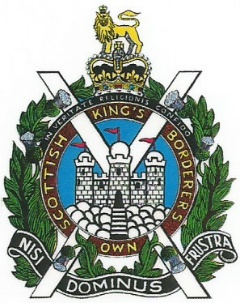 IN VERITATE RELIGIONIS CONFIDO
KING'S
OWN
SCOTTISH
BORDERERS
NISI
DOMINUS
FRUSTRA